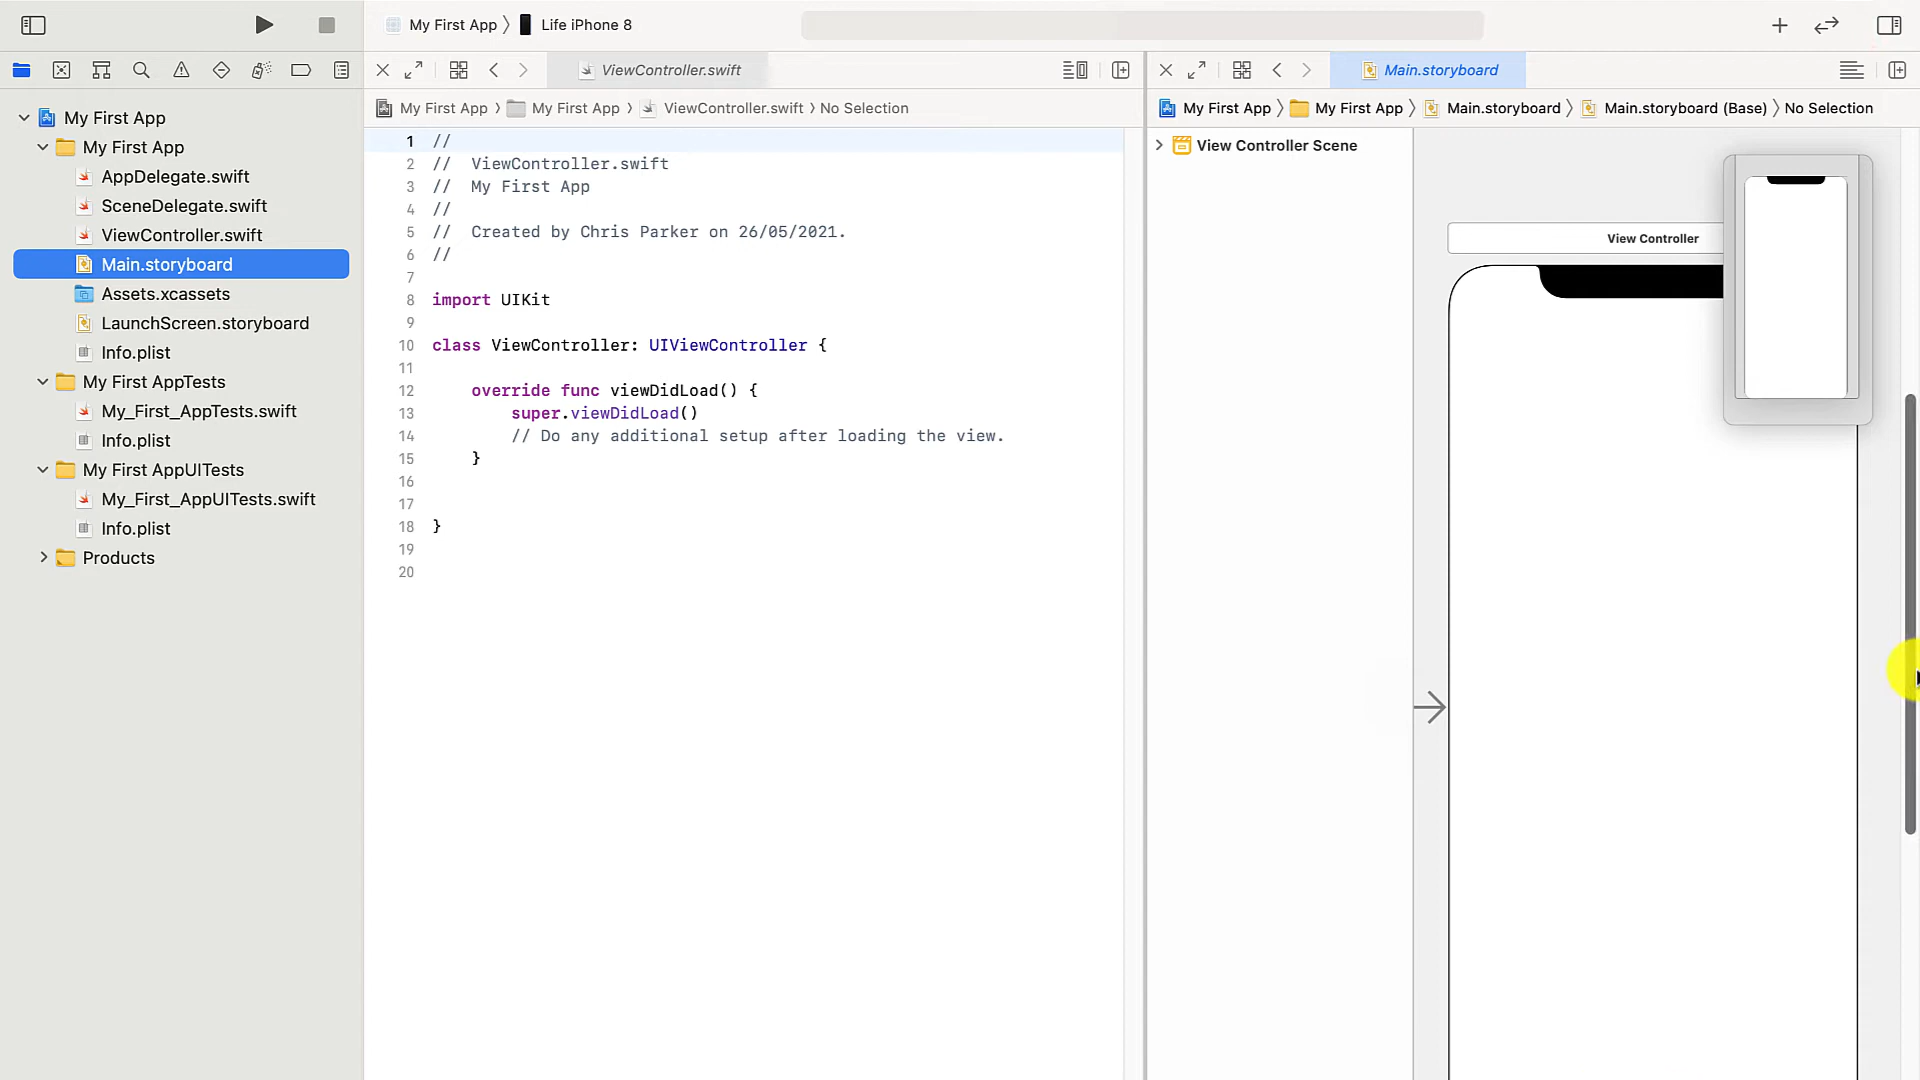 My First App 〉 Life iPhone 8
My First App
My First App
AppDelegate.swift
SceneDelegate.swift
ViewController.swift
Main.storyboard
Assets.xcassets
LaunchScreen.storyboard
Info.plist
My First AppTests
My_First_AppTests.swift
Info.plist
My First AppUITests
My_First_AppUITests.swift
Info.plist
Products
ViewController.swift
My First App 〉 My First App 〉 ViewController.swift 〉 No Selection
1 //
2 //  ViewController.swift
3 //  My First App
4 //
5 //  Created by Chris Parker on 26/05/2021.
6 //
7
8 import UIKit
9
10 class ViewController: UIViewController {
11
12     override func viewDidLoad() {
13         super.viewDidLoad()
14         // Do any additional setup after loading the view.
15     }
16
17
18 }
19
20
Main.storyboard
My First App 〉 My First App 〉 Main.storyboard 〉 Main.storyboard (Base) 〉 No Selection
View Controller Scene
View Controller